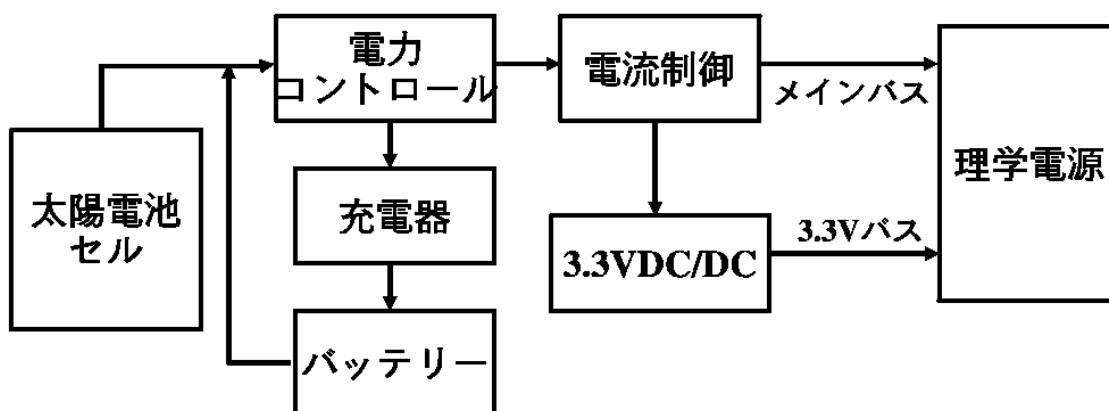 電力
コントロール
電流制御
メインバス
太陽電池
セル
充電器
理学電源
3.3Vバス
3.3VDC/DC
バッテリー